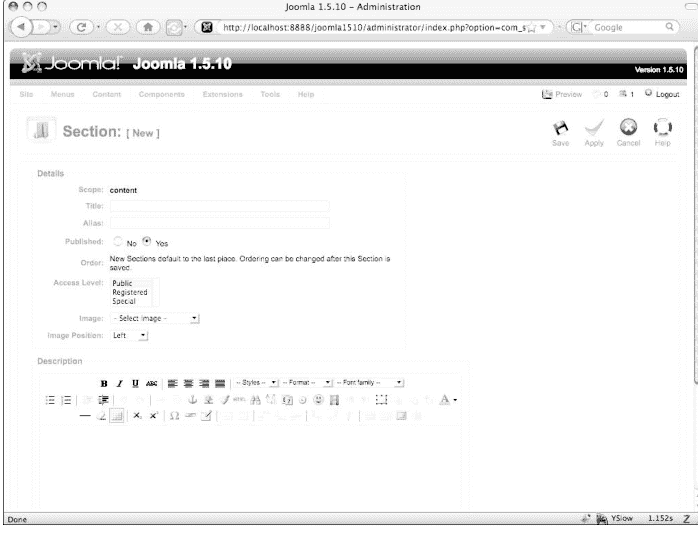 Joomla 1.5.10 – Administration
http://localhost:8888/joomla1510/administrator/index.php?option=com_s
Google
Joomla! Joomla 1.5.10
Version 1.5.10
Site Menus Content Components Extensions Tools Help
Preview 0 1 Logout
Section: [ New ]
Save Apply Cancel Help
Details
Scope: content
Title:
Alias:
Published: No Yes
Order: New Sections default to the last place. Ordering can be changed after this Section is
saved.
Access Level: Public
Registered
Special
Image: - Select Image -
Image Position: Left
Description
B I U ABC -- Styles -- -- Format -- -- Font family --
HTML A
X₂ X² Ω
Done YSlow 1.152s Z